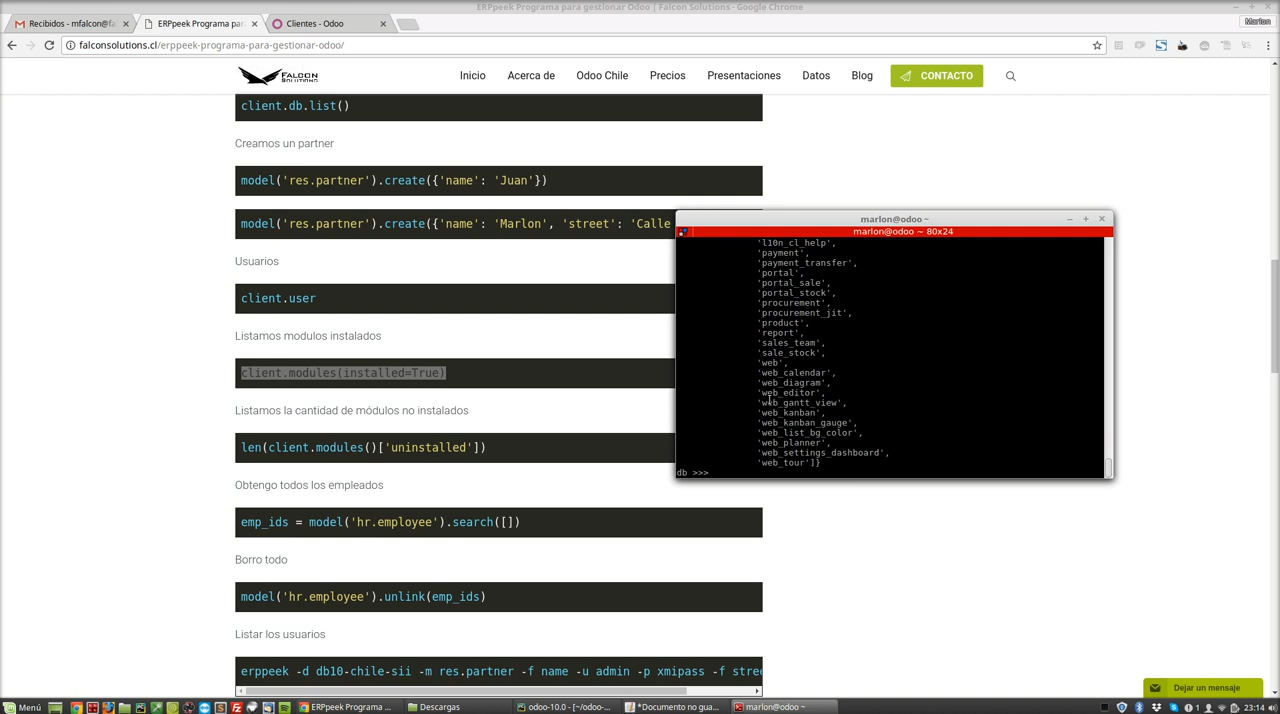 ERPpeek Programa para gestionar Odoo | Falcon Solutions - Google Chrome
Recibidos - mfalcon@fa
ERPpeek Programa para
Clientes - Odoo
Marlon
falconsolutions.cl/erppeek-programa-para-gestionar-odoo/
FALCON SOLUTIONS
Inicio
Acerca de
Odoo Chile
Precios
Presentaciones
Datos
Blog
CONTACTO
client.db.list()
Creamos un partner
model('res.partner').create({'name': 'Juan'})
model('res.partner').create({'name': 'Marlon', 'street': 'Calle
Usuarios
client.user
Listamos modulos instalados
client.modules(installed=True)
Listamos la cantidad de módulos no instalados
len(client.modules()['uninstalled'])
Obtengo todos los empleados
emp_ids = model('hr.employee').search([])
Borro todo
model('hr.employee').unlink(emp_ids)
Listar los usuarios
erppeek -d db10-chile-sii -m res.partner -f name -u admin -p xmipass -f stree
marlon@odoo ~
marlon@odoo ~ 80x24
'l10n_cl_help',
'payment',
'payment_transfer',
'portal',
'portal_sale',
'portal_stock',
'procurement',
'procurement_jit',
'product',
'report',
'sales_team',
'sale_stock',
'web',
'web_calendar',
'web_diagram',
'web_editor',
'web_gantt_view',
'web_kanban',
'web_kanban_gauge',
'web_list_bg_color',
'web_planner',
'web_settings_dashboard',
'web_tour']}
db >>>
Dejar un mensaje
Menú
ERPpeek Programa ...
Descargas
odoo-10.0 - [~/odoo-...
*Documento no gua...
marlon@odoo ~
1
23:14